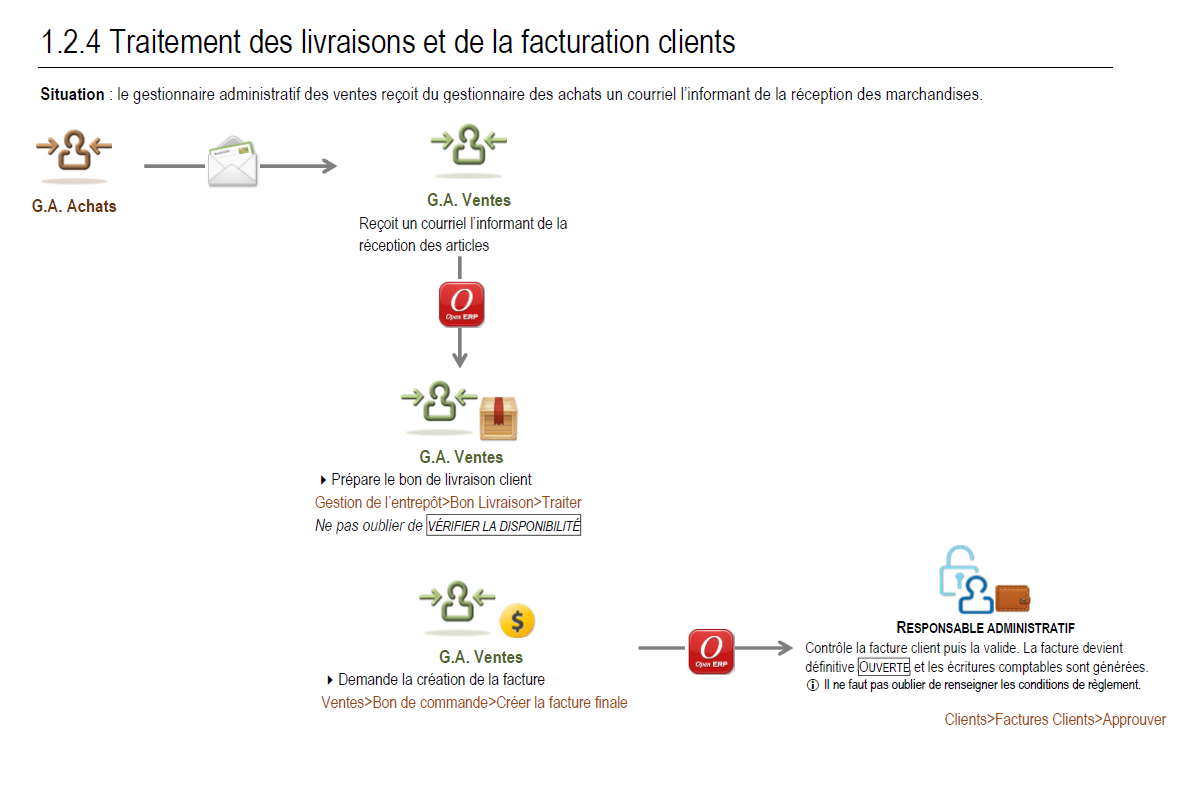 1.2.4 Traitement des livraisons et de la facturation clients
Situation : le gestionnaire administratif des ventes reçoit du gestionnaire des achats un courriel l’informant de la réception des marchandises.
G.A. Achats
G.A. Ventes
Reçoit un courriel l’informant de la
réception des articles
O
Open ERP
G.A. Ventes
Prépare le bon de livraison client
Gestion de l’entrepôt>Bon Livraison>Traiter
Ne pas oublier de VÉRIFIER LA DISPONIBILITÉ
$
G.A. Ventes
Demande la création de la facture
Ventes>Bon de commande>Créer la facture finale
O
Open ERP
RESPONSABLE ADMINISTRATIF
Contrôle la facture client puis la valide. La facture devient
définitive OUVERTE et les écritures comptables sont générées.
Il ne faut pas oublier de renseigner les conditions de règlement.
Clients>Factures Clients>Approuver